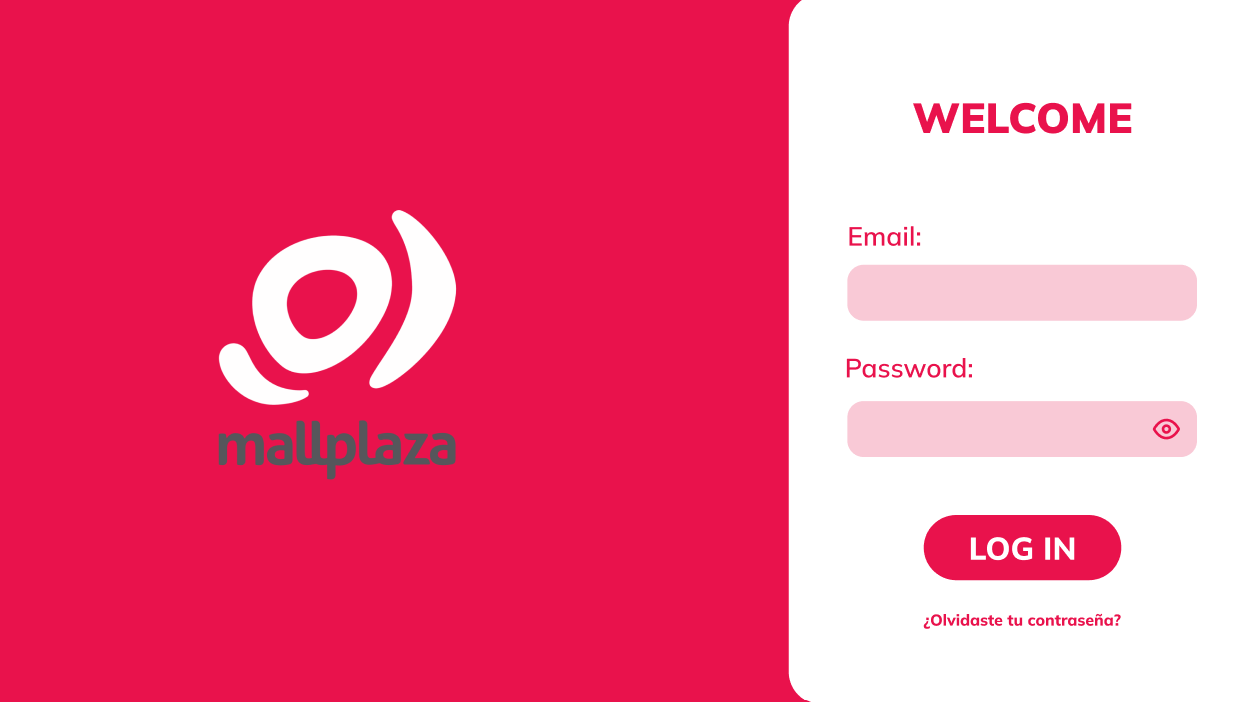 mallplaza
WELCOME
Email:
Password:
LOG IN
¿Olvidaste tu contraseña?